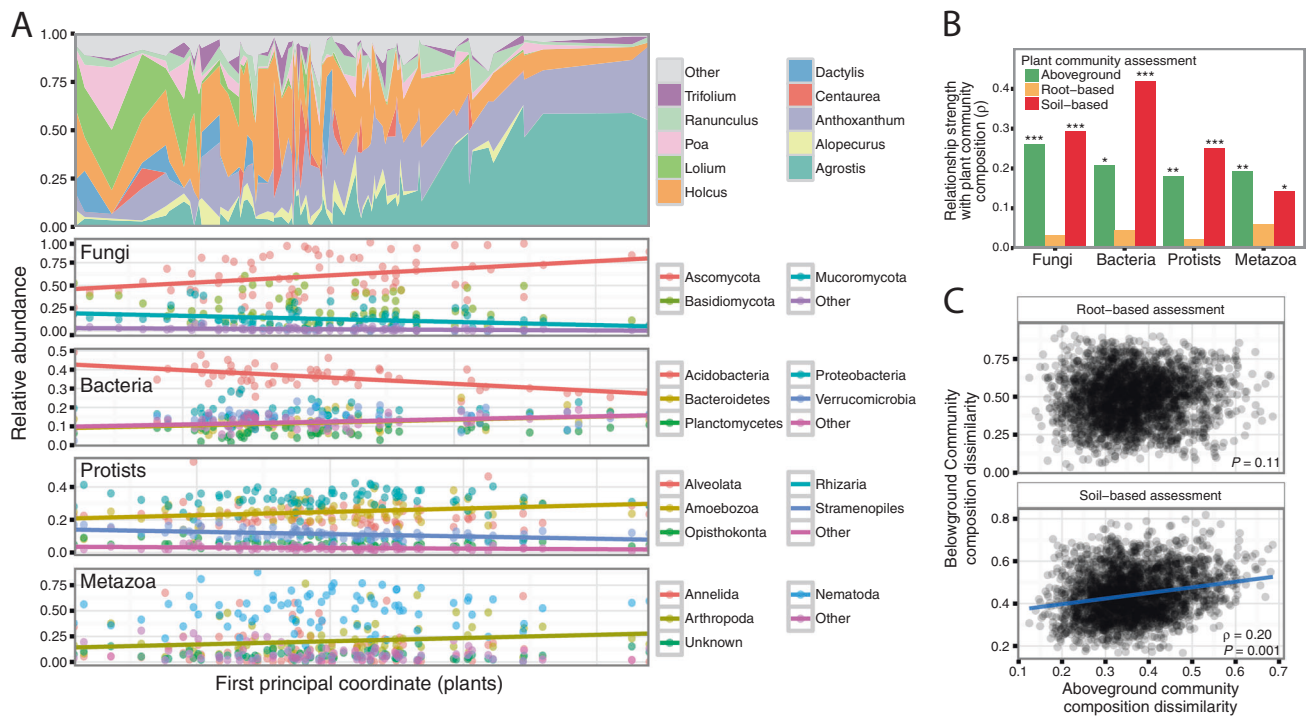 A
1.00
0.75
0.50
0.25
0.00
Other
Trifolium
Ranunculus
Poa
Lolium
Holcus
Dactylis
Centaurea
Anthoxanthum
Alopecurus
Agrostis
Relative abundance
Fungi
1.00
0.75
0.50
0.25
0.00
Ascomycota
Basidiomycota
Mucoromycota
Other
Bacteria
0.5
0.4
0.3
0.2
0.1
0.0
Acidobacteria
Bacteroidetes
Planctomycetes
Proteobacteria
Verrucomicrobia
Other
Protists
0.4
0.2
0.0
Alveolata
Amoebozoa
Opisthokonta
Rhizaria
Stramenopiles
Other
Metazoa
0.75
0.50
0.25
0.00
Annelida
Arthropoda
Unknown
Nematoda
Other
First principal coordinate (plants)
B
Relationship strength
with plant community
composition (ρ)
0.4
0.3
0.2
0.1
0.0
Plant community assessment
Aboveground
Root-based
Soil-based
*** ***
* ***
** ***
** *
Fungi Bacteria Protists Metazoa
C
Belowground Community
composition dissimilarity
Root-based assessment
0.75
0.50
0.25
0.00
P = 0.11
Soil-based assessment
0.8
0.6
0.4
0.2
ρ = 0.20
P = 0.001
0.1 0.2 0.3 0.4 0.5 0.6 0.7
Aboveground community
composition dissimilarity